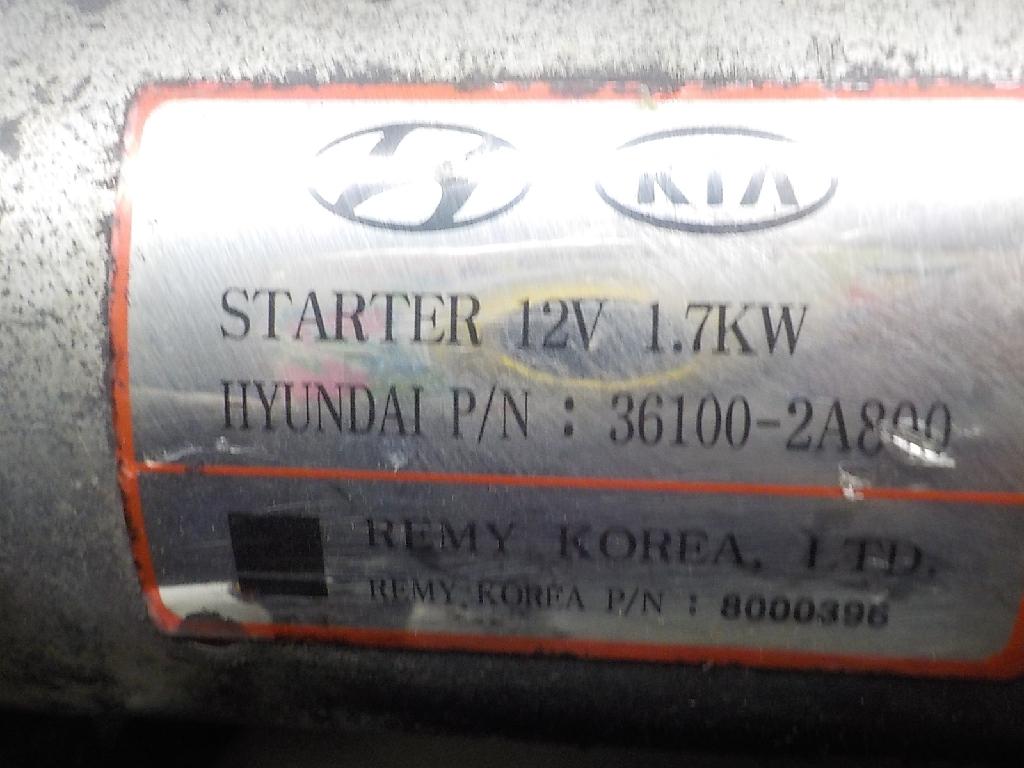 KIA
STARTER 12V 1.7KW
HYUNDAI P/N : 36100-2A800
REMY KOREA, LTD.
REMY KOREA P/N : 8000396